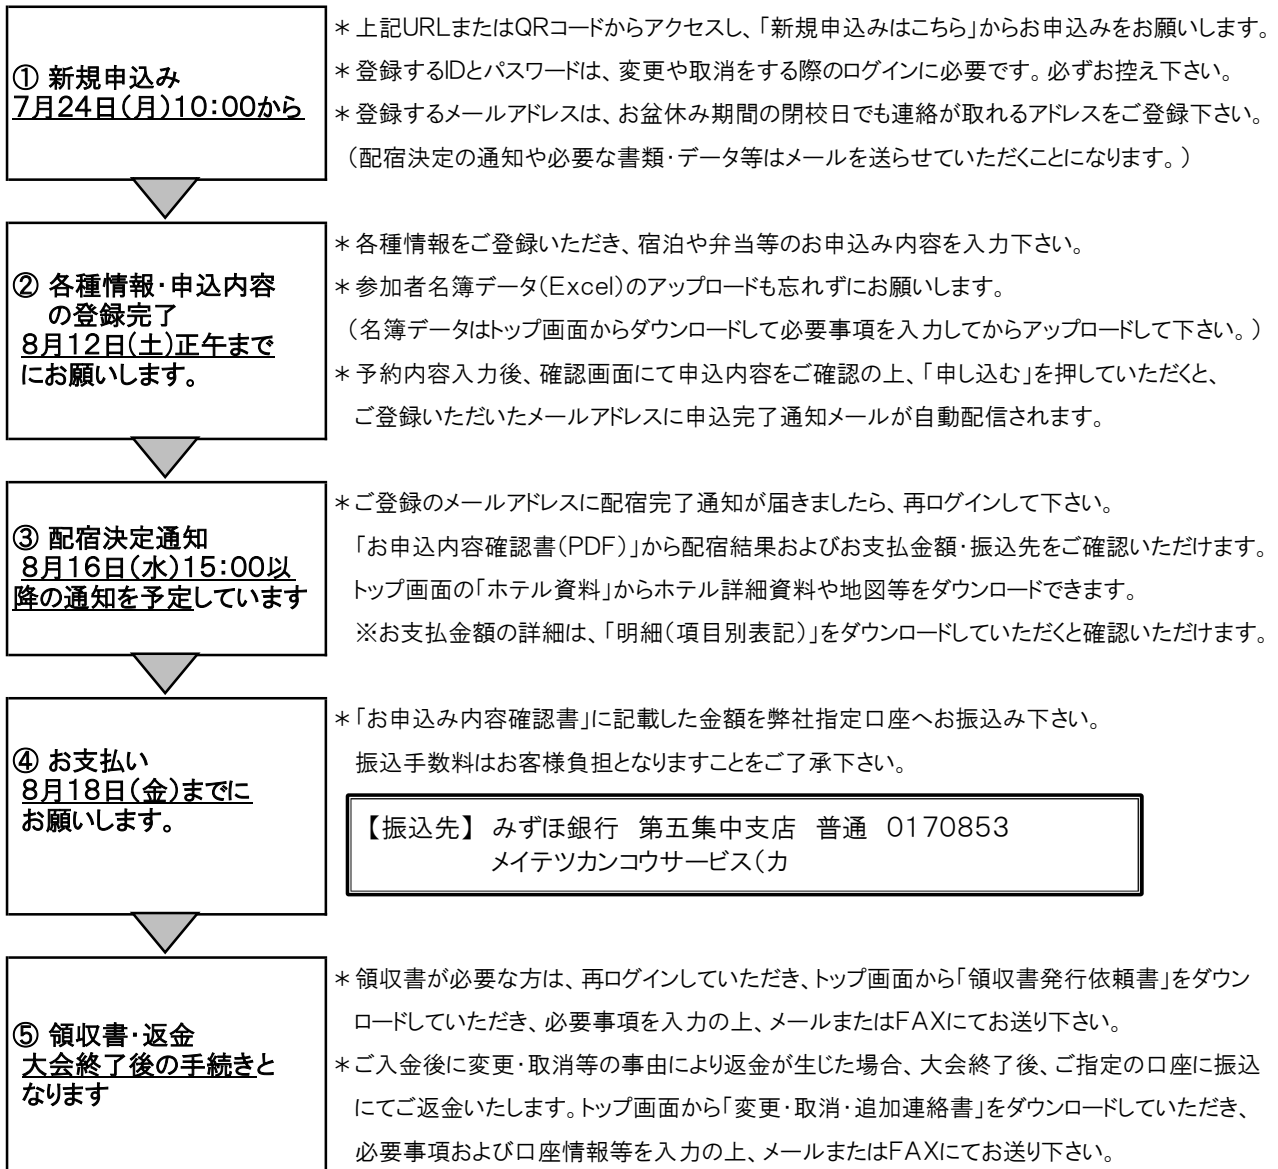 ① 新規申込み
7月24日(月)10:00から
＊上記URLまたはQRコードからアクセスし、「新規申込みはこちら」からお申込みをお願いします。
＊登録するIDとパスワードは、変更や取消をする際のログインに必要です。必ずお控え下さい。
＊登録するメールアドレスは、お盆休み期間の閉校日でも連絡が取れるアドレスをご登録下さい。
（配宿決定の通知や必要な書類・データ等はメールを送らせていただくことになります。）
② 各種情報・申込内容
の登録完了
8月12日(土)正午まで
にお願いします。
＊各種情報をご登録いただき、宿泊や弁当等のお申込み内容を入力下さい。
＊参加者名簿データ(Excel)のアップロードも忘れずにお願いします。
（名簿データはトップ画面からダウンロードして必要事項を入力してからアップロードして下さい。）
＊予約内容入力後、確認画面にて申込内容をご確認の上、「申し込む」を押していただくと、
ご登録いただいたメールアドレスに申込完了通知メールが自動配信されます。
③ 配宿決定通知
8月16日(水)15:00以
降の通知を予定しています
＊ご登録のメールアドレスに配宿完了通知が届きましたら、再ログインして下さい。
「お申込内容確認書(PDF)」から配宿結果およびお支払金額・振込先をご確認いただけます。
トップ画面の「ホテル資料」からホテル詳細資料や地図等をダウンロードできます。
※お支払金額の詳細は、「明細(項目別表記)」をダウンロードしていただくと確認いただけます。
④ お支払い
8月18日(金)までに
お願いします。
＊「お申込み内容確認書」に記載した金額を弊社指定口座へお振込み下さい。
振込手数料はお客様負担となりますことをご了承下さい。
【振込先】 みずほ銀行 第五集中支店 普通 0170853
メイテツカンコウサービス(カ
⑤ 領収書・返金
大会終了後の手続きと
なります
＊領収書が必要な方は、再ログインしていただき、トップ画面から「領収書発行依頼書」をダウン
ロードしていただき、必要事項を入力の上、メールまたはFAXにてお送り下さい。
＊ご入金後に変更・取消等の事由により返金が生じた場合、大会終了後、ご指定の口座に振込
にてご返金いたします。トップ画面から「変更・取消・追加連絡書」をダウンロードしていただき、
必要事項および口座情報等を入力の上、メールまたはFAXにてお送り下さい。